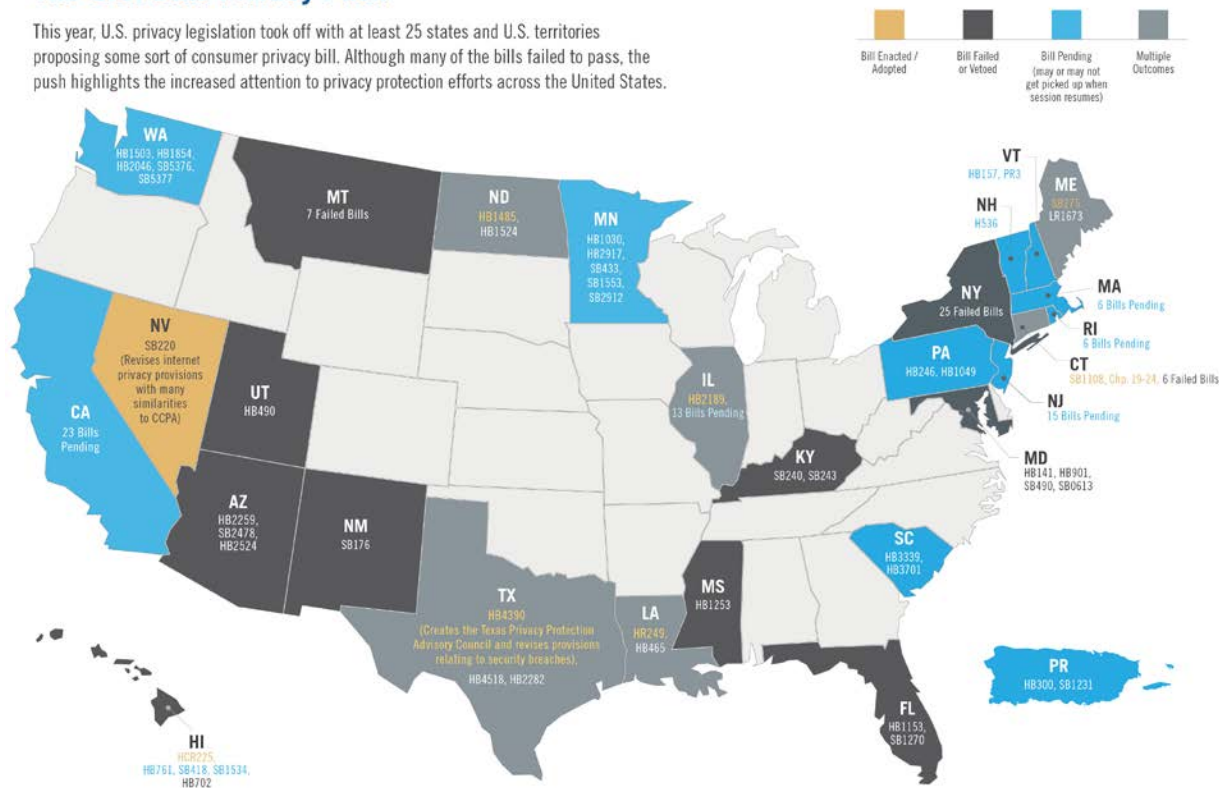 This year, U.S. privacy legislation took off with at least 25 states and U.S. territories
proposing some sort of consumer privacy bill. Although many of the bills failed to pass, the
push highlights the increased attention to privacy protection efforts across the United States.
Bill Enacted /
Adopted
Bill Failed
or Vetoed
Bill Pending
(may or may not
get picked up when
session resumes)
Multiple
Outcomes
WA
HB1503, HB1854,
HB2046, SB5376,
SB5377
MT
7 Failed Bills
ND
HB1485,
HB1524
MN
HB1030,
HB2917,
SB433,
SB1553,
SB2912
VT
HB157, PR3
NH
H536
ME
SB275
LR1673
NY
25 Failed Bills
MA
6 Bills Pending
RI
6 Bills Pending
CT
SB1108, Chp. 19-24, 6 Failed Bills
NJ
15 Bills Pending
PA
HB246, HB1049
MD
HB141, HB901,
SB490, SB0613
NV
SB220
(Revises internet
privacy provisions
with many
similarities
to CCPA)
UT
HB490
CA
23 Bills
Pending
IL
HB2189,
13 Bills Pending
KY
SB240, SB243
AZ
HB2259,
SB2478,
HB2524
NM
SB176
SC
HB3339,
HB3701
TX
HB4390
(Creates the Texas Privacy Protection
Advisory Council and revises provisions
relating to security breaches),
HB4518, HB2282
LA
HR249,
HB465
MS
HB1253
FL
HB1153,
SB1270
PR
HB300, SB1231
HI
HCR225,
HB761, SB418, SB1534,
HB702